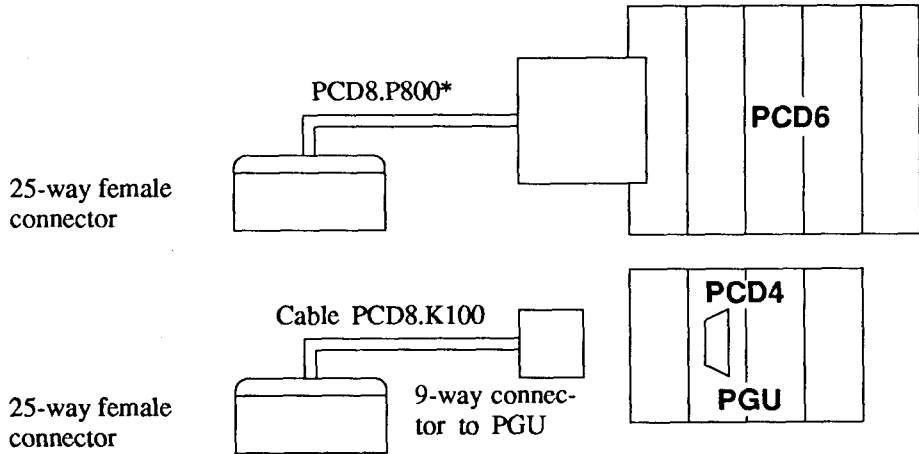 PCD8.P800*
PCD6
25-way female
connector
PCD4
Cable PCD8.K100
9-way connec-
tor to PGU
PGU
25-way female
connector